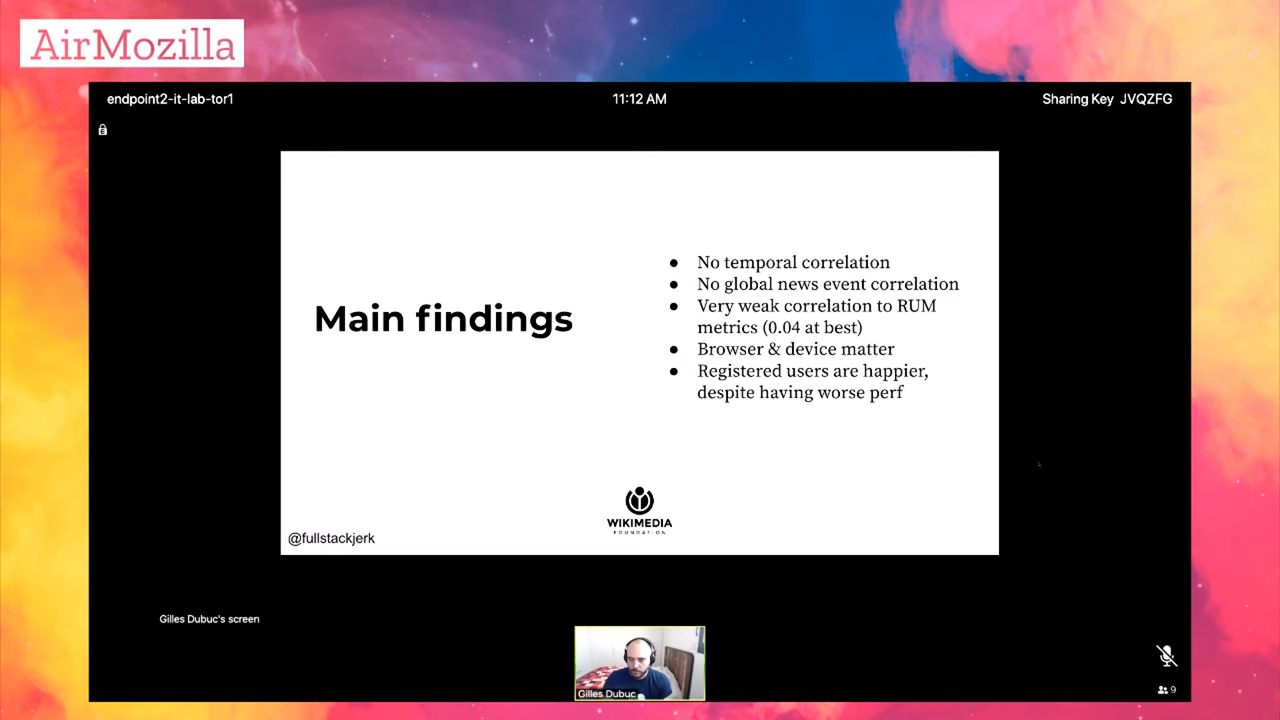 AirMozilla
endpoint2-it-lab-tor1
11:12 AM
Sharing Key JVQZFG
Main findings
● No temporal correlation
● No global news event correlation
● Very weak correlation to RUM
metrics (0.04 at best)
● Browser & device matter
● Registered users are happier,
despite having worse perf
WIKIMEDIA
FOUNDATION
@fullstackjerk
Gilles Dubuc's screen
Gilles Dubuc
9